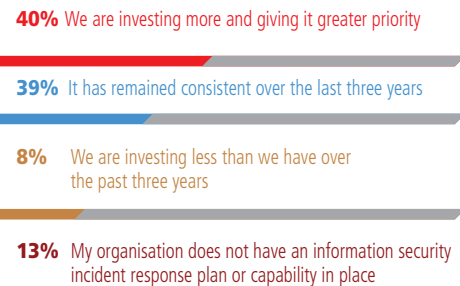 40% We are investing more and giving it greater priority
39% It has remained consistent over the last three years
8% We are investing less than we have over
the past three years
13% My organisation does not have an information security
incident response plan or capability in place